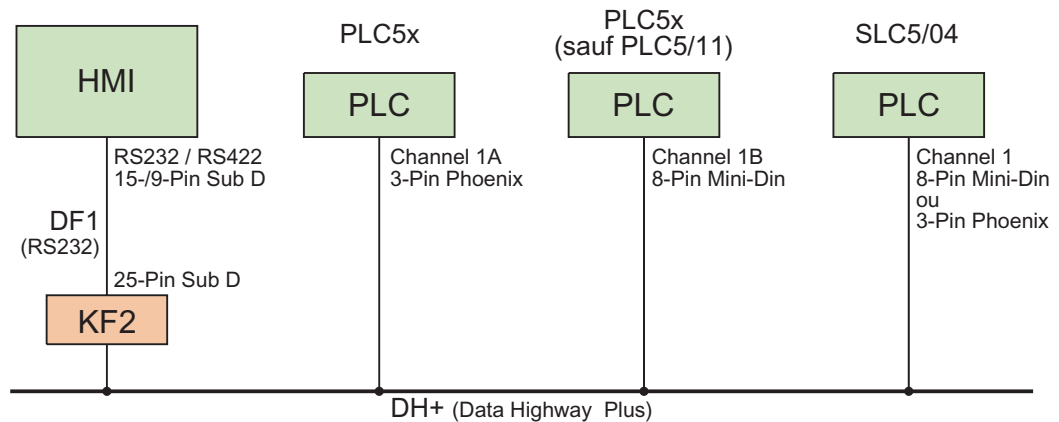 HMI
RS232 / RS422
15-/9-Pin Sub D
DF1
(RS232)
25-Pin Sub D
KF2
PLC5x
PLC
Channel 1A
3-Pin Phoenix
PLC5x
(sauf PLC5/11)
PLC
Channel 1B
8-Pin Mini-Din
SLC5/04
PLC
Channel 1
8-Pin Mini-Din
ou
3-Pin Phoenix
DH+ (Data Highway Plus)